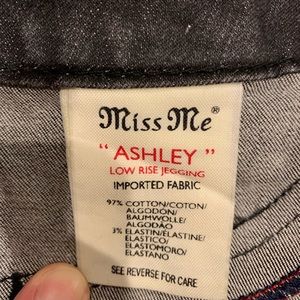 Miss Me®
" ASHLEY "
LOW RISE JEGGING
IMPORTED FABRIC
97% COTTON/COTON/
ALGODÓN/
BAUMWOLLE/
ALGODÃO
3% ELASTIN/ELASTINE/
ELASTICO/
ELASTOMORO/
ELASTANO
SEE REVERSE FOR CARE